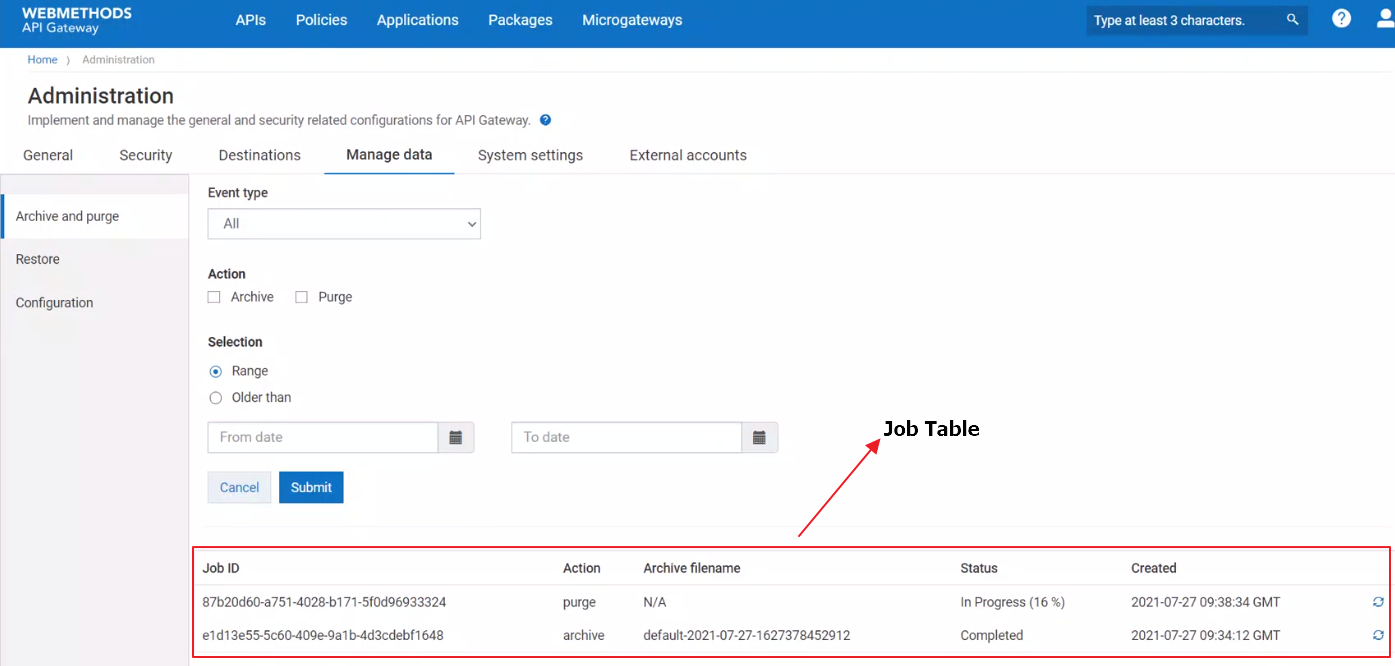 WEBMETHODS
API Gateway
APIs Policies Applications Packages Microgateways
Type at least 3 characters.
?
Home 〉 Administration
Administration
Implement and manage the general and security related configurations for API Gateway. ?
General Security Destinations Manage data System settings External accounts
Archive and purge
Restore
Configuration
Event type
All
Action
Archive Purge
Selection
Range
Older than
From date To date
Cancel Submit
Job Table
Job ID Action Archive filename Status Created
87b20d60-a751-4028-b171-5f0d96933324 purge N/A In Progress (16 %) 2021-07-27 09:38:34 GMT
e1d13e55-5c60-409e-9a1b-4d3cdebf1648 archive default-2021-07-27-1627378452912 Completed 2021-07-27 09:34:12 GMT